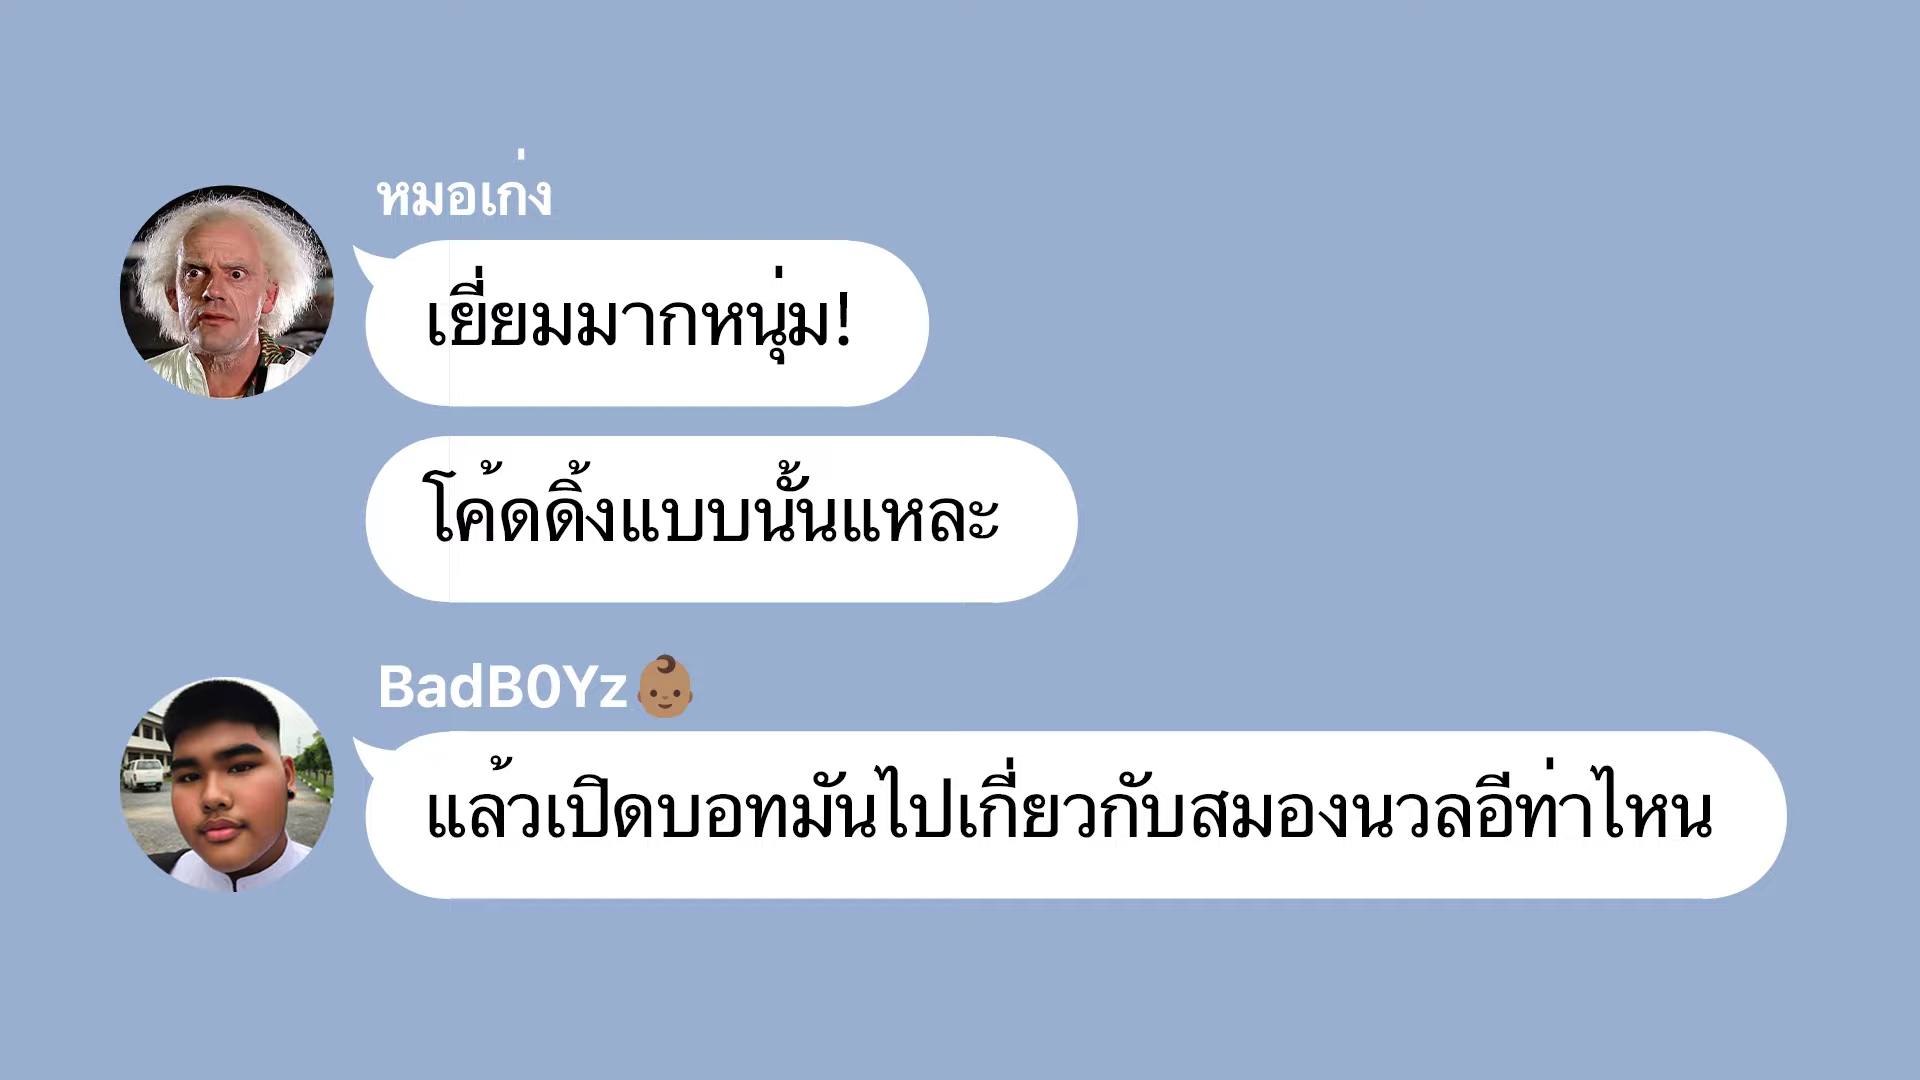 หมอเก่ง
เยี่ยมมากหนุ่ม!
โค้ดดิ้งแบบนั้นแหละ
BadB0Yz👶🏽
แล้วเปิดบอทมันไปเกี่ยวกับสมองนวลอีท่าไหน